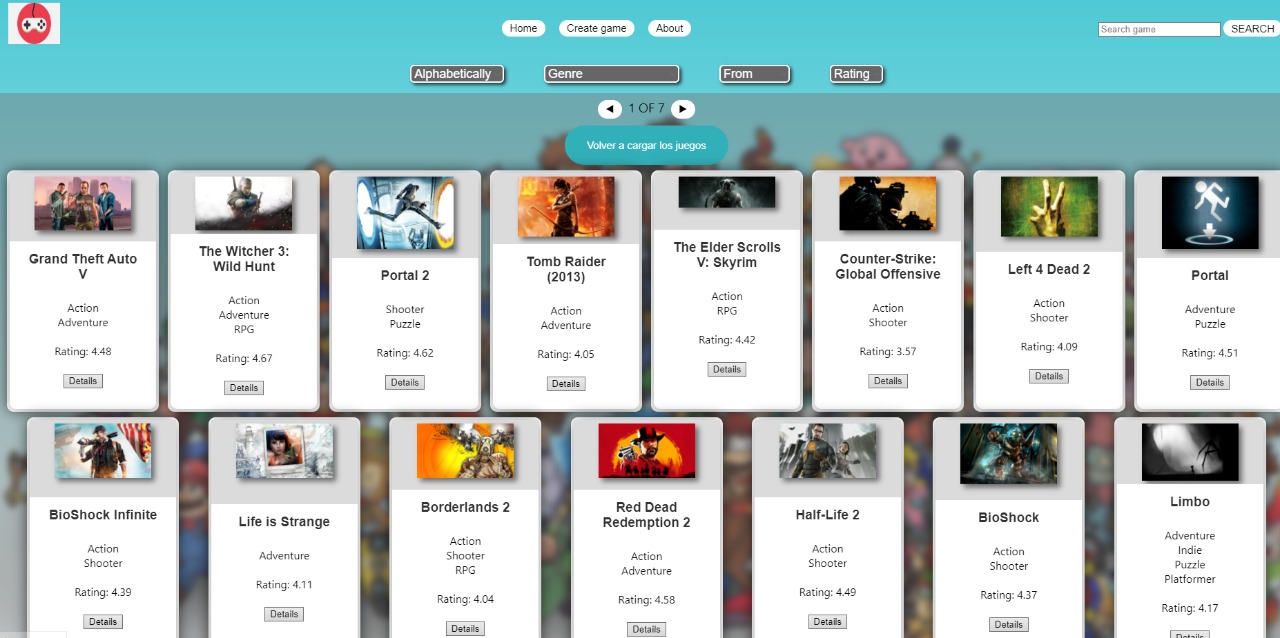 Home
Create game
About
Search game
SEARCH
Alphabetically
Genre
From
Rating
◀ 1 OF 7 ▶
Volver a cargar los juegos
Grand Theft Auto
V
Action
Adventure
Rating: 4.48
Details
The Witcher 3:
Wild Hunt
Action
Adventure
RPG
Rating: 4.67
Details
Portal 2
Shooter
Puzzle
Rating: 4.62
Details
Tomb Raider
(2013)
Action
Adventure
Rating: 4.05
Details
The Elder Scrolls
V: Skyrim
Action
RPG
Rating: 4.42
Details
Counter-Strike:
Global Offensive
Action
Shooter
Rating: 3.57
Details
Left 4 Dead 2
Action
Shooter
Rating: 4.09
Details
Portal
Adventure
Puzzle
Rating: 4.51
Details
BioShock Infinite
Action
Shooter
Rating: 4.39
Details
Life is Strange
Adventure
Rating: 4.11
Details
Borderlands 2
Action
Shooter
RPG
Rating: 4.04
Details
Red Dead
Redemption 2
Action
Adventure
Rating: 4.58
Details
Half-Life 2
Action
Shooter
Rating: 4.49
Details
BioShock
Action
Shooter
Rating: 4.37
Details
Limbo
Adventure
Indie
Puzzle
Platformer
Rating: 4.17
Details